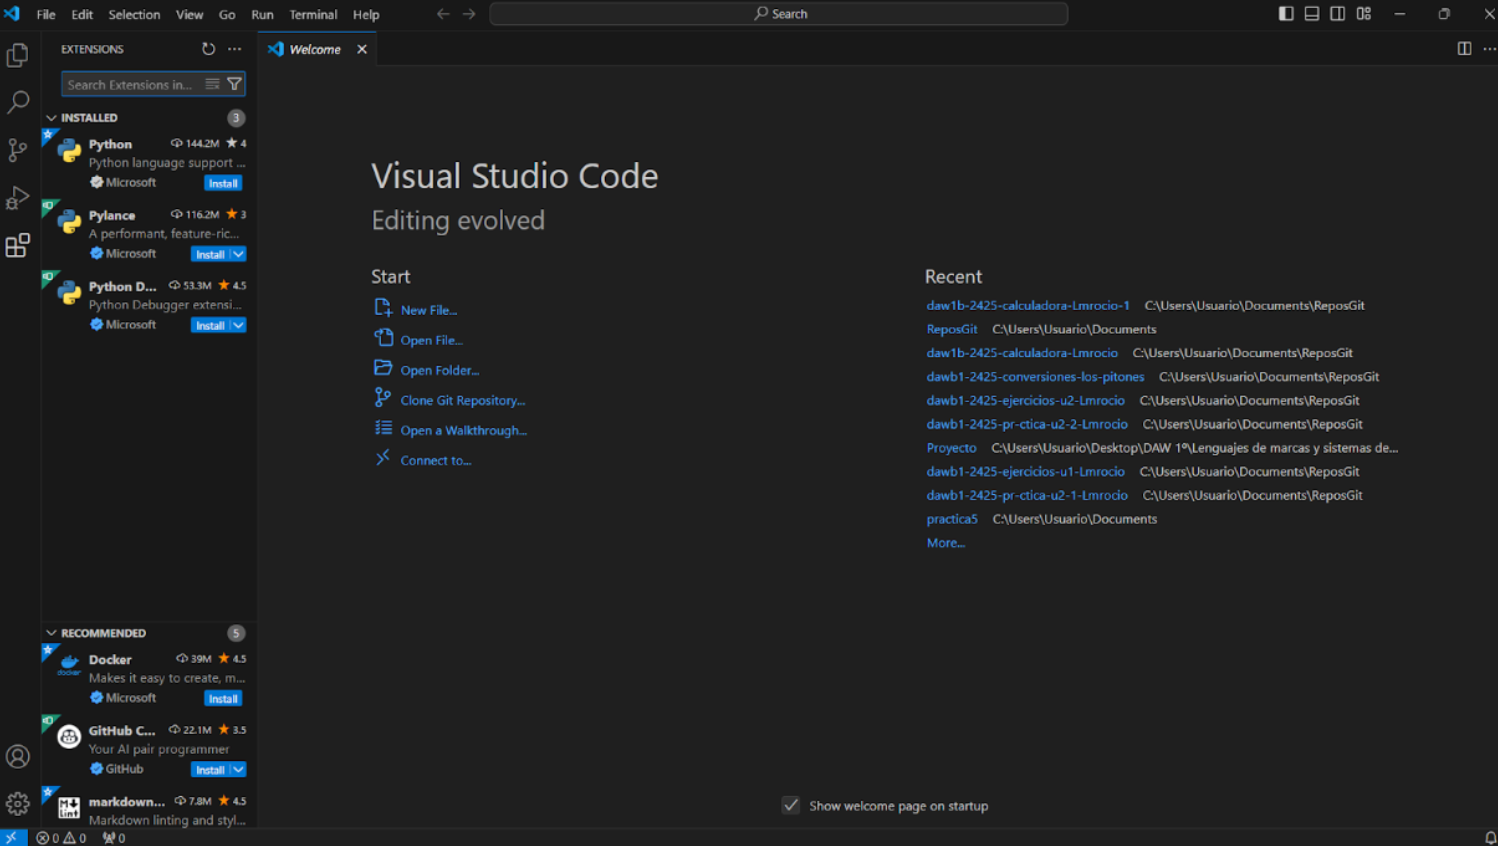 File Edit Selection View Go Run Terminal Help
Search
EXTENSIONS
Search Extensions in...
INSTALLED 3
Python 144.2M 4
Python language support ...
Microsoft Install
Pylance 116.2M 3
A performant, feature-ric...
Microsoft Install
Python D... 53.3M 4.5
Python Debugger extensi...
Microsoft Install
RECOMMENDED 5
Docker 39M 4.5
docker
Makes it easy to create, m...
Microsoft Install
GitHub C... 22.1M 3.5
Your AI pair programmer
GitHub Install
markdown... 7.8M 4.5
M Lint
Markdown linting and styl...
0 0 0
Welcome
Visual Studio Code
Editing evolved
Start
New File...
Open File...
Open Folder...
Clone Git Repository...
Open a Walkthrough...
Connect to...
Recent
daw1b-2425-calculadora-Lmrocio-1 C:\Users\Usuario\Documents\ReposGit
ReposGit C:\Users\Usuario\Documents
daw1b-2425-calculadora-Lmrocio C:\Users\Usuario\Documents\ReposGit
dawb1-2425-conversiones-los-pitones C:\Users\Usuario\Documents\ReposGit
dawb1-2425-ejercicios-u2-Lmrocio C:\Users\Usuario\Documents\ReposGit
dawb1-2425-pr-ctica-u2-2-Lmrocio C:\Users\Usuario\Documents\ReposGit
Proyecto C:\Users\Usuario\Desktop\DAW 1º\Lenguajes de marcas y sistemas de...
dawb1-2425-ejercicios-u1-Lmrocio C:\Users\Usuario\Documents\ReposGit
dawb1-2425-pr-ctica-u2-1-Lmrocio C:\Users\Usuario\Documents\ReposGit
practica5 C:\Users\Usuario\Documents
More...
Show welcome page on startup